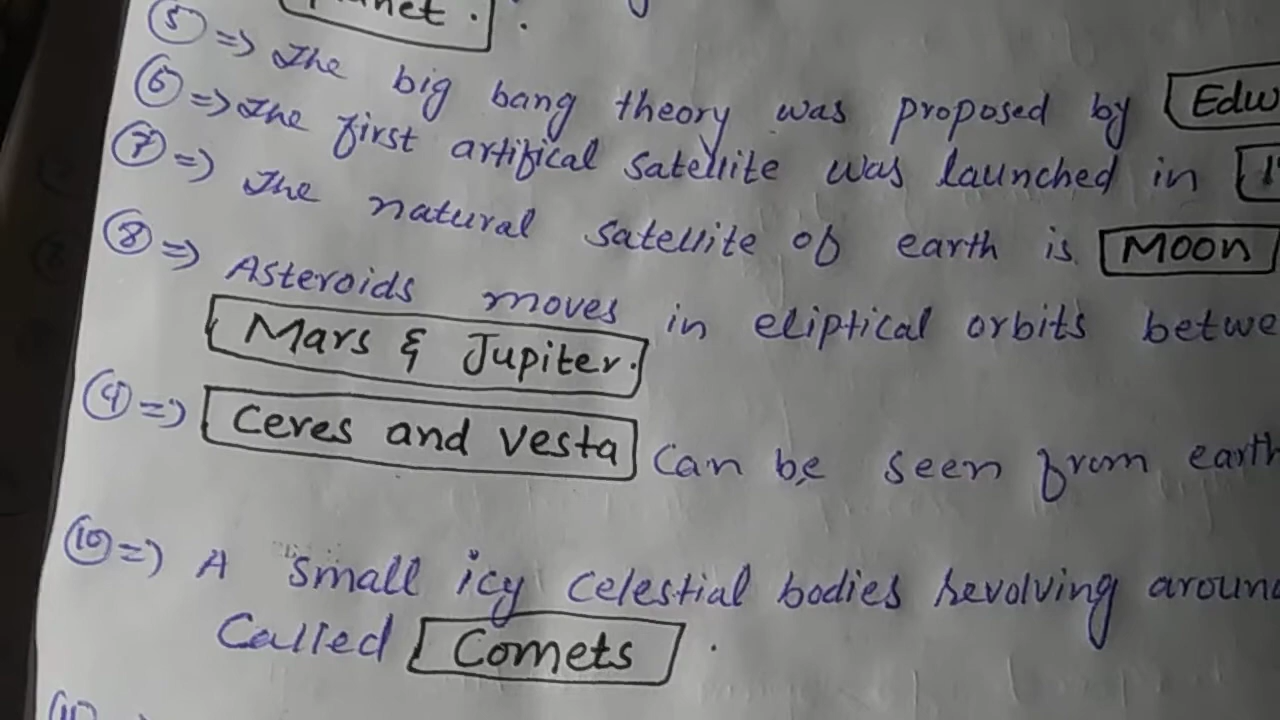 Planet.
⑤ => The big bang theory was proposed by Edw
⑥ => The first artifical satellite was launched in 1
⑦ => The natural satellite of earth is Moon
⑧ => Asteroids moves in eliptical orbits betwe
Mars & Jupiter.
⑨ => Ceres and Vesta Can be seen from earth
⑩ => A small icy celestial bodies revolving aroun
Called Comets.